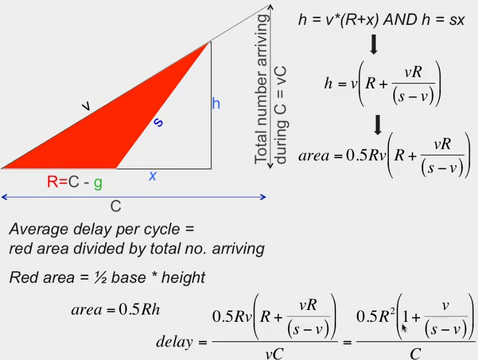 h = v*(R+x) AND h = sx
h = v(R + vR/(s − v))
area = 0.5Rv(R + vR/(s − v))
Total number arriving
during C = vC
v
s
h
x
R=C - g
C
Average delay per cycle =
red area divided by total no. arriving
Red area = ½ base * height
area = 0.5Rh
delay = 0.5Rv(R + vR/(s − v))/vC = 0.5R²(1 + v/(s − v))/C